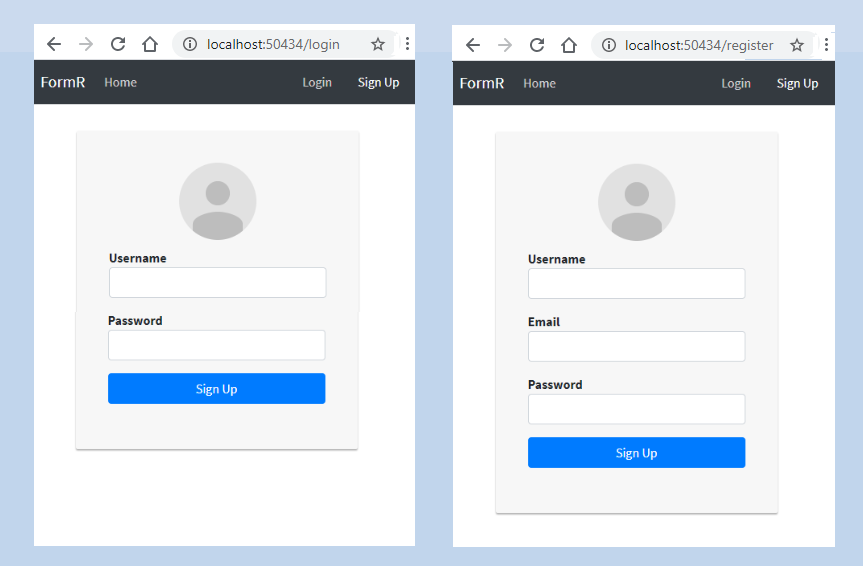 localhost:50434/login
FormR Home Login Sign Up
Username
Password
Sign Up
localhost:50434/register
FormR Home Login Sign Up
Username
Email
Password
Sign Up